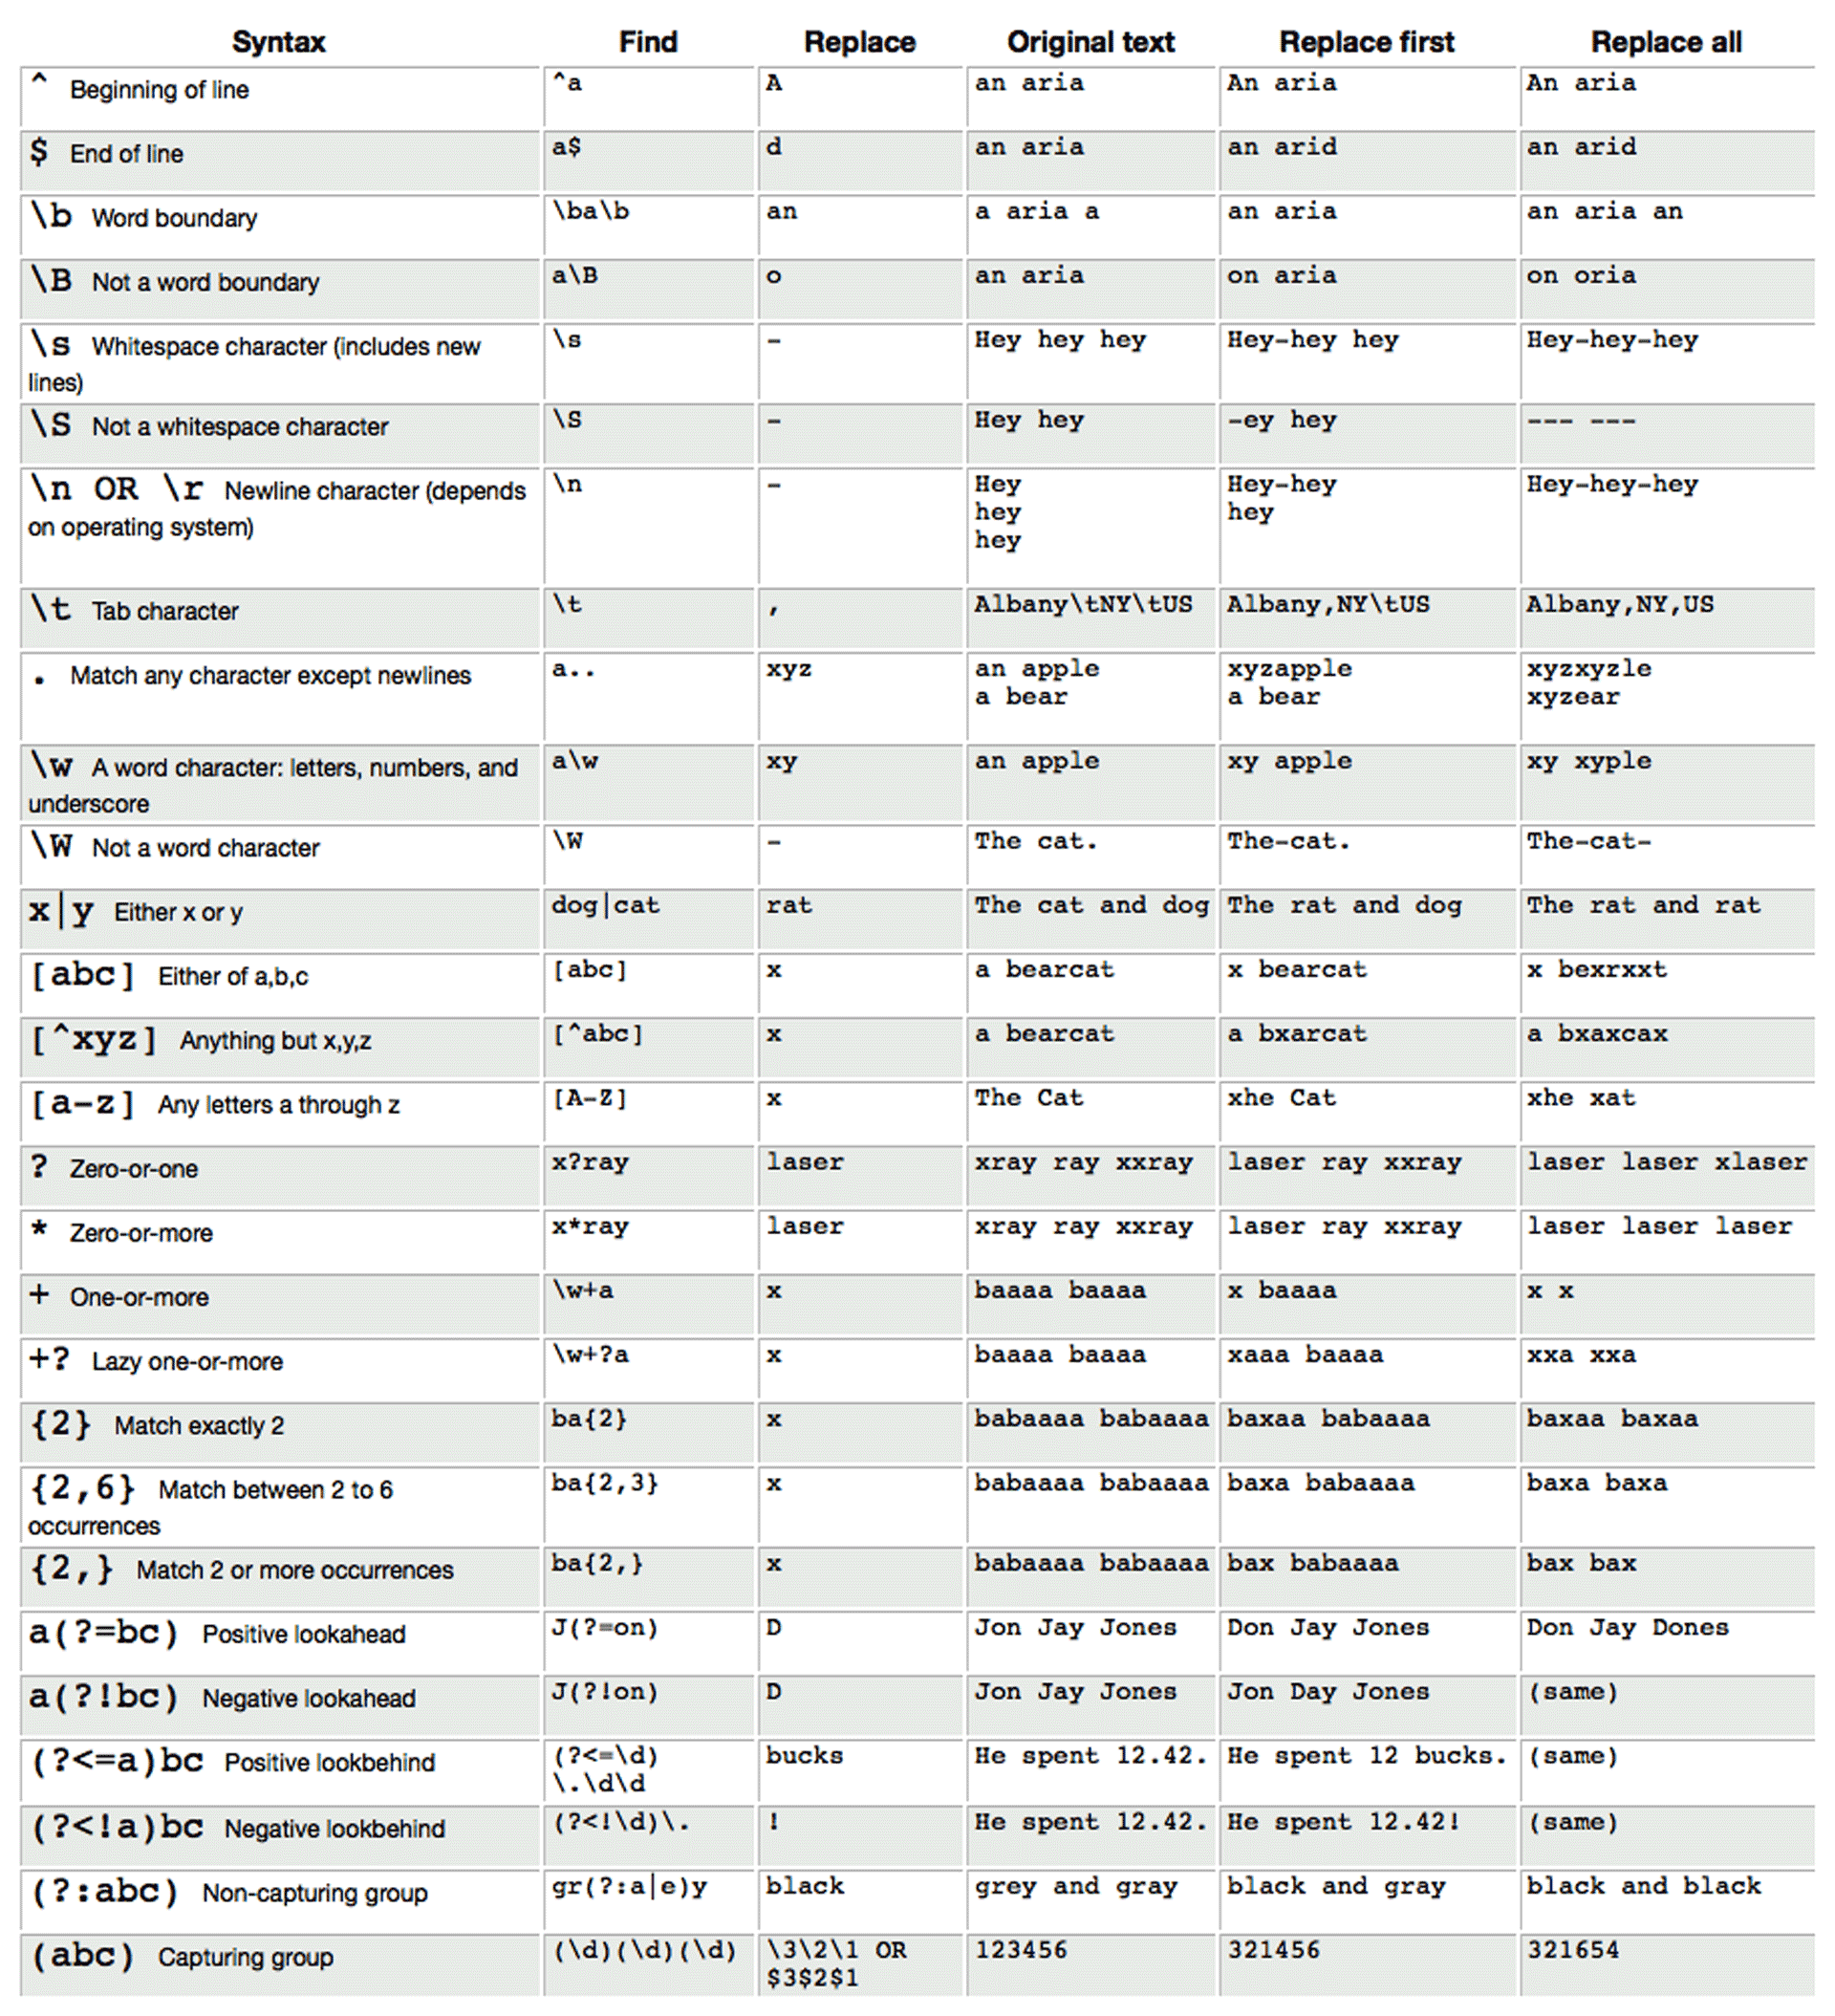 Syntax Find Replace Original text Replace first Replace all
^ Beginning of line ^a A an aria An aria An aria
$ End of line a$ d an aria an arid an arid
\b Word boundary \ba\b an a aria a an aria an aria an
\B Not a word boundary a\B o an aria on aria on oria
\s Whitespace character (includes new \s - Hey hey hey Hey-hey hey Hey-hey-hey
lines)
\S Not a whitespace character \S - Hey hey -ey hey --- ---
\n OR \r Newline character (depends \n - Hey Hey-hey Hey-hey-hey
on operating system) hey hey
hey
\t Tab character \t , Albany\tNY\tUS Albany,NY\tUS Albany,NY,US
. Match any character except newlines a.. xyz an apple xyzapple xyzxyzle
a bear a bear xyzear
\w A word character: letters, numbers, and a\w xy an apple xy apple xy xyple
underscore
\W Not a word character \W - The cat. The-cat. The-cat-
x|y Either x or y dog|cat rat The cat and dog The rat and dog The rat and rat
[abc] Either of a,b,c [abc] x a bearcat x bearcat x bexrxxt
[^xyz] Anything but x,y,z [^abc] x a bearcat a bxarcat a bxaxcax
[a-z] Any letters a through z [A-Z] x The Cat xhe Cat xhe xat
? Zero-or-one x?ray laser xray ray xxray laser ray xxray laser laser xlaser
* Zero-or-more x*ray laser xray ray xxray laser ray xxray laser laser laser
+ One-or-more \w+a x baaaa baaaa x baaaa x x
+? Lazy one-or-more \w+?a x baaaa baaaa xaaa baaaa xxa xxa
{2} Match exactly 2 ba{2} x babaaaa babaaaa baxaa babaaaa baxaa baxaa
{2,6} Match between 2 to 6 ba{2,3} x babaaaa babaaaa baxa babaaaa baxa baxa
occurrences
{2,} Match 2 or more occurrences ba{2,} x babaaaa babaaaa bax babaaaa bax bax
a(?=bc) Positive lookahead J(?=on) D Jon Jay Jones Don Jay Jones Don Jay Dones
a(?!bc) Negative lookahead J(?!on) D Jon Jay Jones Jon Day Jones (same)
(?<=a)bc Positive lookbehind (?<=\d) bucks He spent 12.42. He spent 12 bucks. (same)
\.\d\d
(?<!a)bc Negative lookbehind (?<!\d)\. ! He spent 12.42. He spent 12.42! (same)
(?:abc) Non-capturing group gr(?:a|e)y black grey and gray black and gray black and black
(abc) Capturing group (\d)(\d)(\d) \3\2\1 OR 123456 321456 321654
$3$2$1